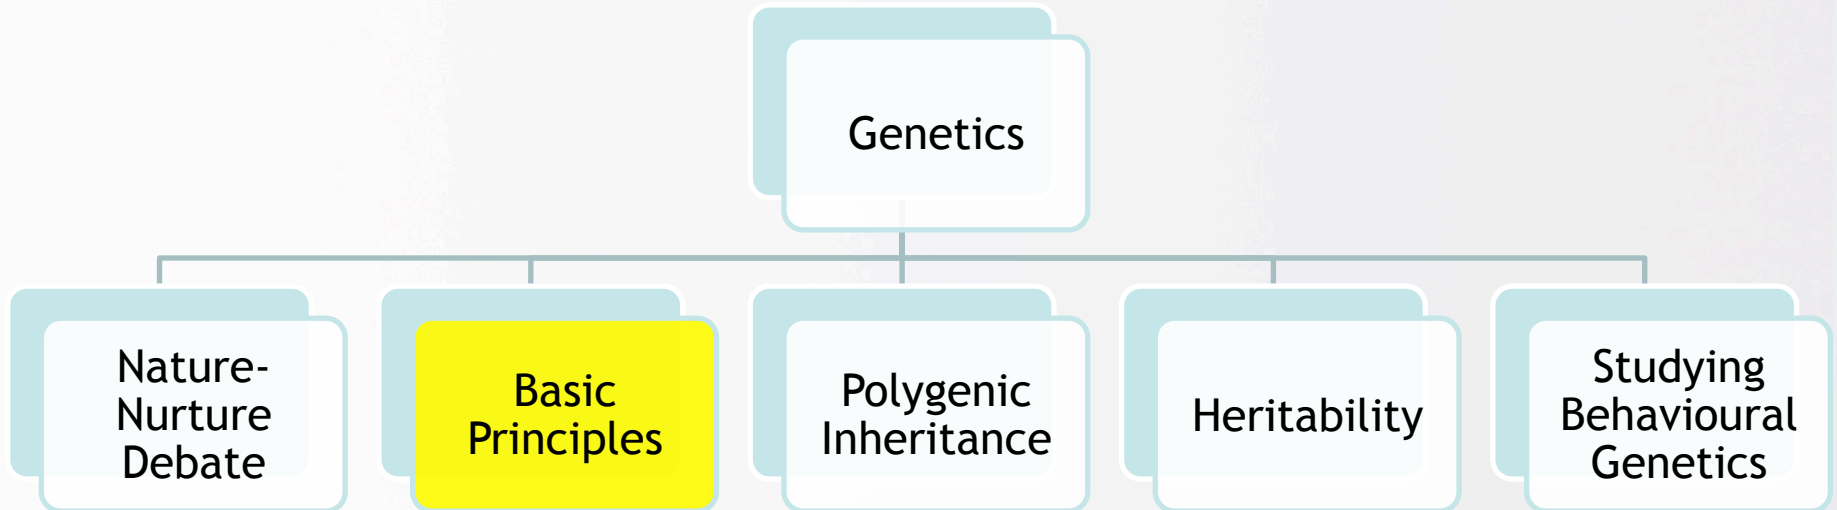 Genetics
Nature-
Nurture
Debate
Basic
Principles
Polygenic
Inheritance
Heritability
Studying
Behavioural
Genetics